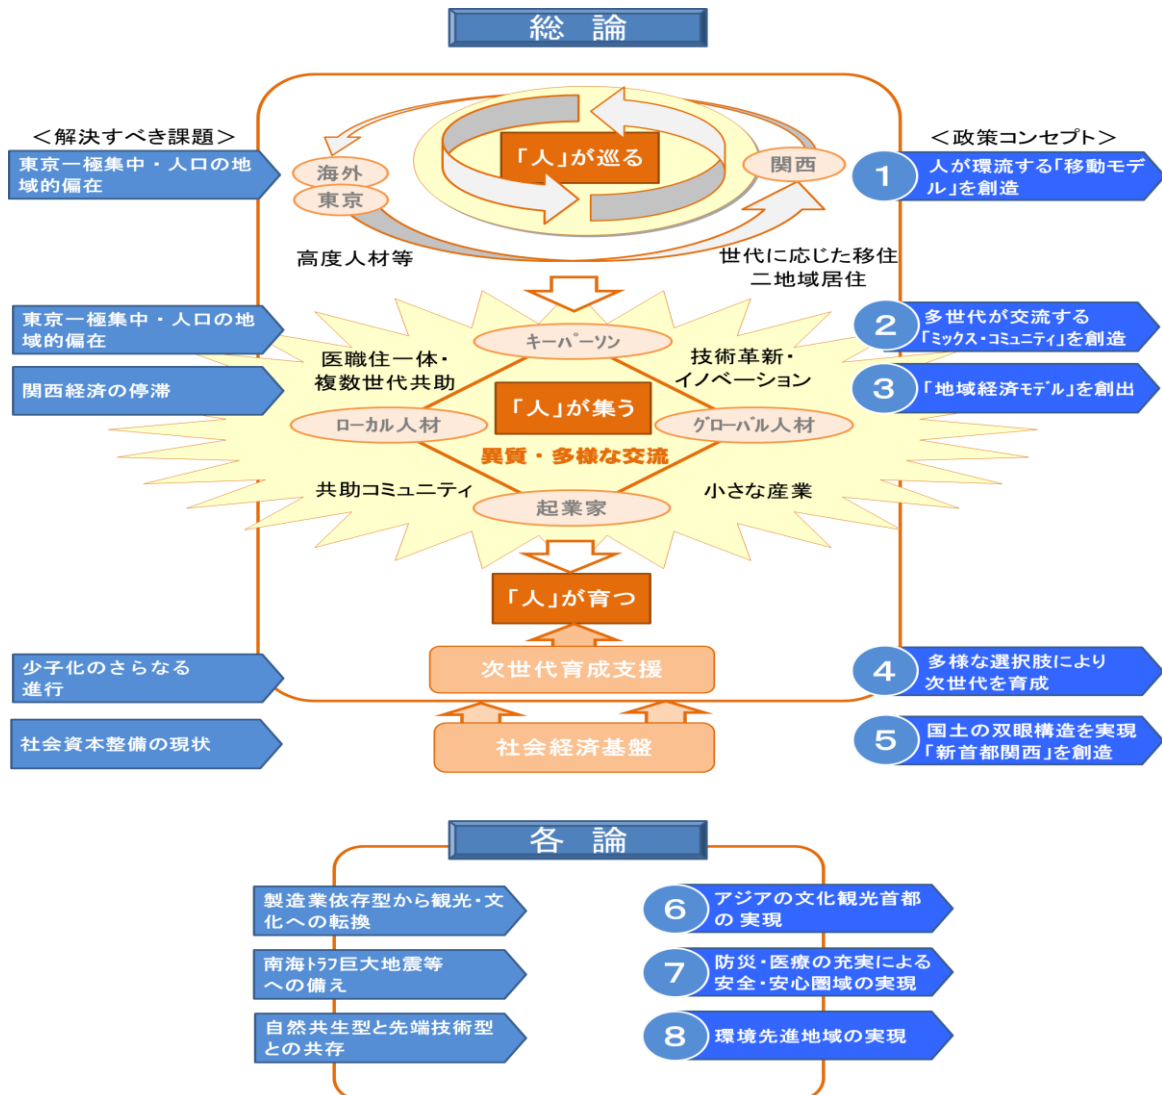 総 論
＜解決すべき課題＞
＜政策コンセプト＞
東京一極集中・人口の地
域的偏在
「人」が巡る
海外
東京
関西
1
人が環流する「移動モデ
ル」を創造
高度人材等
世代に応じた移住
二地域居住
東京一極集中・人口の地
域的偏在
キーパーソン
2
多世代が交流する
「ミックス・コミュニティ」を創造
医職住一体・
複数世代共助
技術革新・
イノベーション
関西経済の停滞
3
「地域経済モデル」を創出
「人」が集う
ローカル人材
グローバル人材
異質・多様な交流
共助コミュニティ
小さな産業
起業家
「人」が育つ
少子化のさらなる
進行
次世代育成支援
4
多様な選択肢により
次世代を育成
社会資本整備の現状
社会経済基盤
5
国土の双眼構造を実現
「新首都関西」を創造
各 論
製造業依存型から観光・文
化への転換
6
アジアの文化観光首都
の 実現
南海トラフ巨大地震等
への備え
7
防災・医療の充実による
安全・安心圏域の実現
自然共生型と先端技術型
との共存
8
環境先進地域の実現